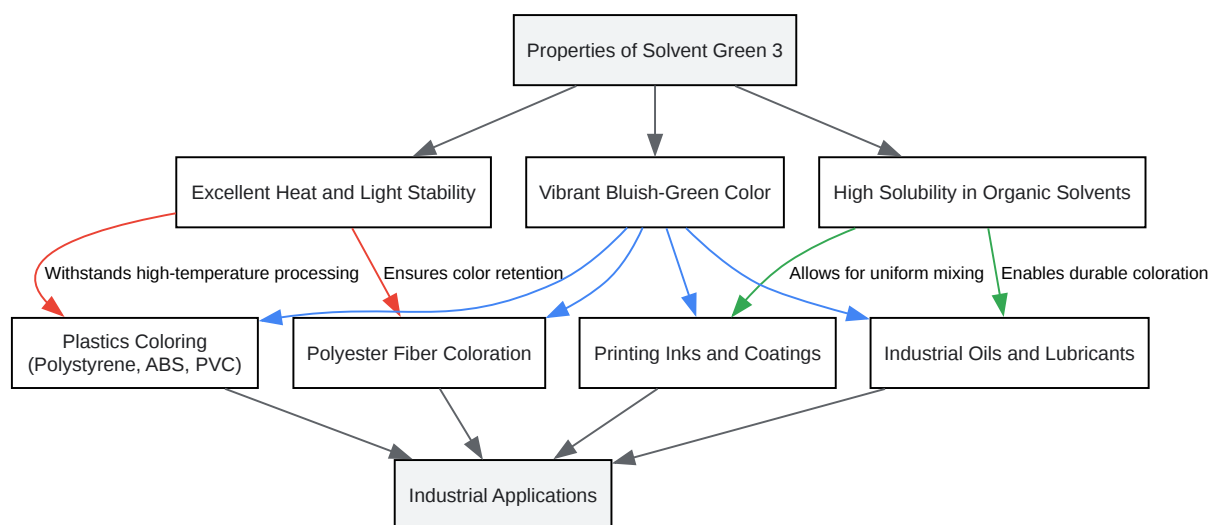 Properties of Solvent Green 3
Excellent Heat and Light Stability
Vibrant Bluish-Green Color
High Solubility in Organic Solvents
Withstands high-temperature processing
Ensures color retention
Allows for uniform mixing
Enables durable coloration
Plastics Coloring
(Polystyrene, ABS, PVC)
Polyester Fiber Coloration
Printing Inks and Coatings
Industrial Oils and Lubricants
Industrial Applications